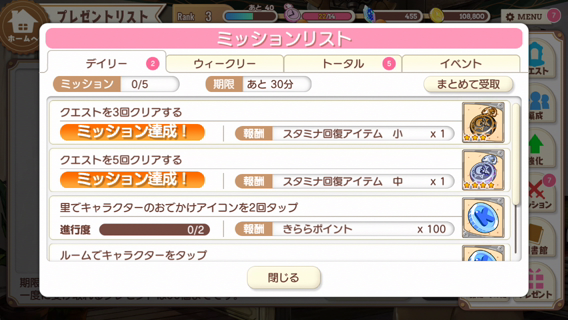 プレゼントリスト
Rank 3
あと 40
54/54
455
108,800
MENU
7
ホームへ
ミッションリスト
デイリー 2
ウィークリー
トータル 5
イベント
ミッション 0/5
期限 あと 30分
まとめて受取
クエストを3回クリアする
ミッション達成！
報酬 スタミナ回復アイテム 小 x 1
クエストを5回クリアする
ミッション達成！
報酬 スタミナ回復アイテム 中 x 1
里でキャラクターのおでかけアイコンを2回タップ
進行度 0/2
報酬 きららポイント x 100
ルームでキャラクターをタップ
閉じる
エスト
編成
強化
7
ッション
書館
レゼント
期限